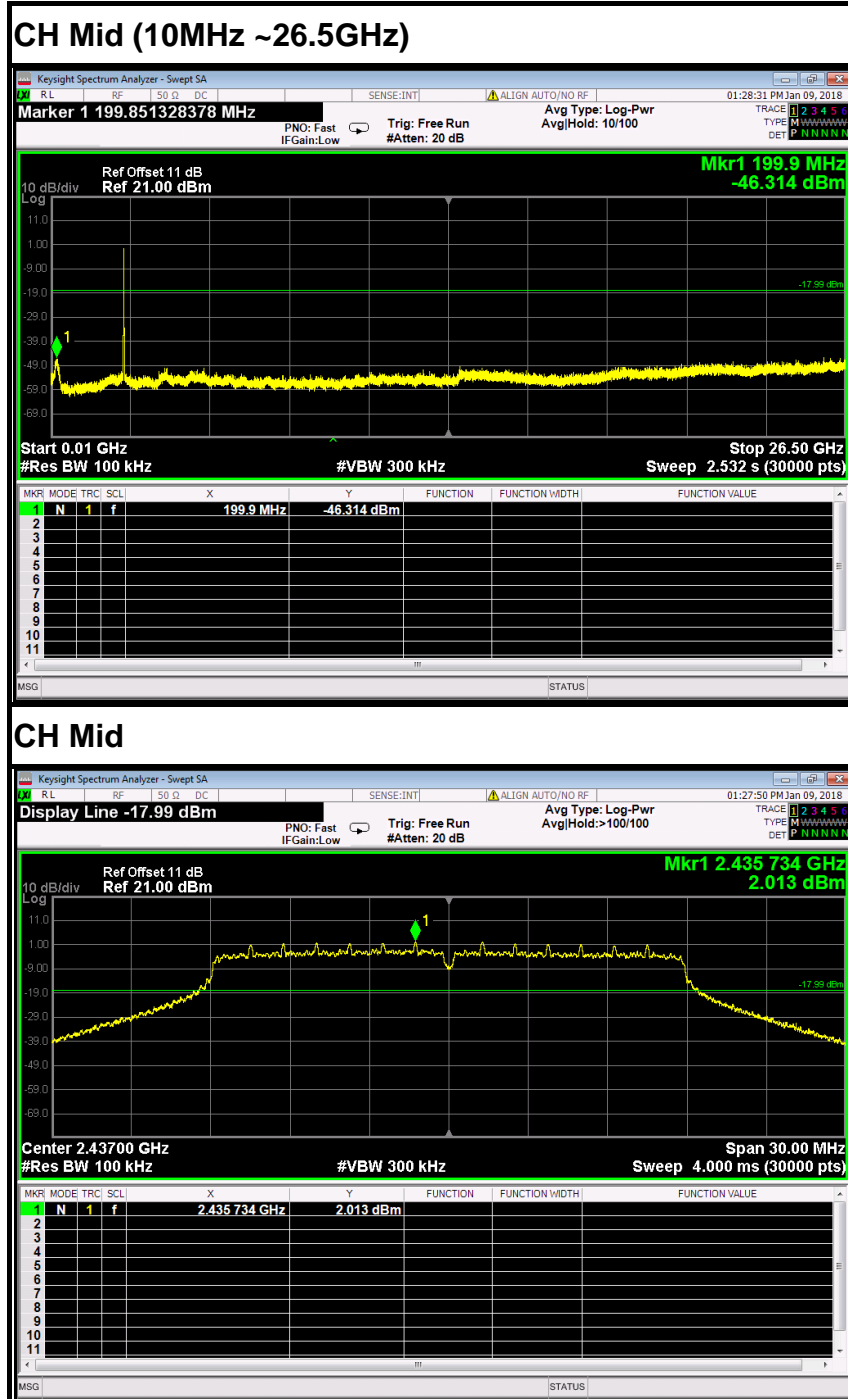 CH Mid (10MHz ~26.5GHz)
Keysight Spectrum Analyzer - Swept SA
LXI RL RF 50 Ω DC SENSE:INT ALIGN AUTO/NO RF 01:28:31 PM Jan 09, 2018
Marker 1 199.851328378 MHz
PNO: Fast
IFGain:Low
Trig: Free Run
#Atten: 20 dB
Avg Type: Log-Pwr
Avg|Hold: 10/100
TRACE 1 2 3 4 5 6
TYPE M WWWWW
DET P N N N N N
Mkr1 199.9 MHz
-46.314 dBm
Ref Offset 11 dB
10 dB/div Ref 21.00 dBm
Log
11.0
1.00
-9.00
-17.99 dBm
-19.0
-29.0
-39.0
1
-49.0
-59.0
-69.0
Start 0.01 GHz Stop 26.50 GHz
#Res BW 100 kHz #VBW 300 kHz Sweep 2.532 s (30000 pts)
MKR MODE TRC SCL X Y FUNCTION FUNCTION WIDTH FUNCTION VALUE
1 N 1 f 199.9 MHz -46.314 dBm
2
3
4
5
6
7
8
9
10
11
MSG STATUS
CH Mid
Keysight Spectrum Analyzer - Swept SA
LXI RL RF 50 Ω DC SENSE:INT ALIGN AUTO/NO RF 01:27:50 PM Jan 09, 2018
Display Line -17.99 dBm
PNO: Fast
IFGain:Low
Trig: Free Run
#Atten: 20 dB
Avg Type: Log-Pwr
Avg|Hold:>100/100
TRACE 1 2 3 4 5 6
TYPE M WWWWW
DET P N N N N N
Mkr1 2.435 734 GHz
2.013 dBm
Ref Offset 11 dB
10 dB/div Ref 21.00 dBm
Log
11.0
1
1.00
-9.00
-17.99 dBm
-19.0
-29.0
-39.0
-49.0
-59.0
-69.0
Center 2.43700 GHz Span 30.00 MHz
#Res BW 100 kHz #VBW 300 kHz Sweep 4.000 ms (30000 pts)
MKR MODE TRC SCL X Y FUNCTION FUNCTION WIDTH FUNCTION VALUE
1 N 1 f 2.435 734 GHz 2.013 dBm
2
3
4
5
6
7
8
9
10
11
MSG STATUS